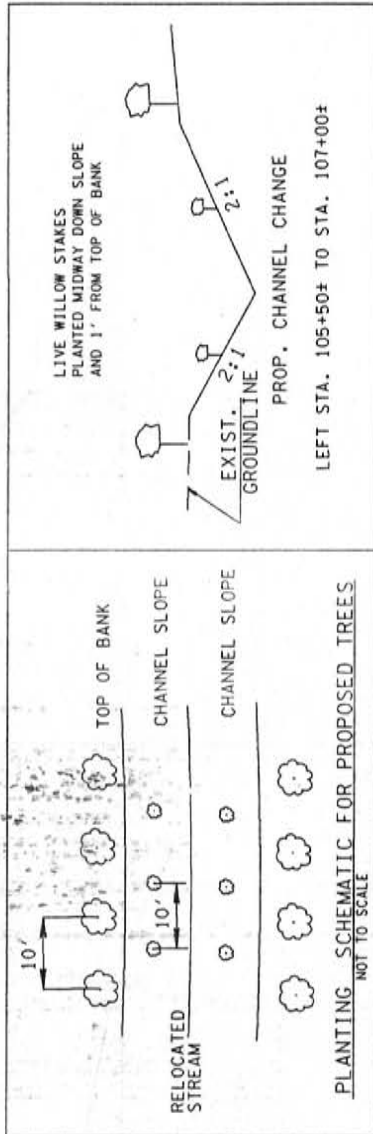 10'
TOP OF BANK
CHANNEL SLOPE
RELOCATED
STREAM
10'
CHANNEL SLOPE
PLANTING SCHEMATIC FOR PROPOSED TREES
NOT TO SCALE
LIVE WILLOW STAKES
PLANTED MIDWAY DOWN SLOPE
AND 1' FROM TOP OF BANK
2:1
2:1
EXIST.
GROUNDLINE
PROP. CHANNEL CHANGE
LEFT STA. 105+50± TO STA. 107+00±